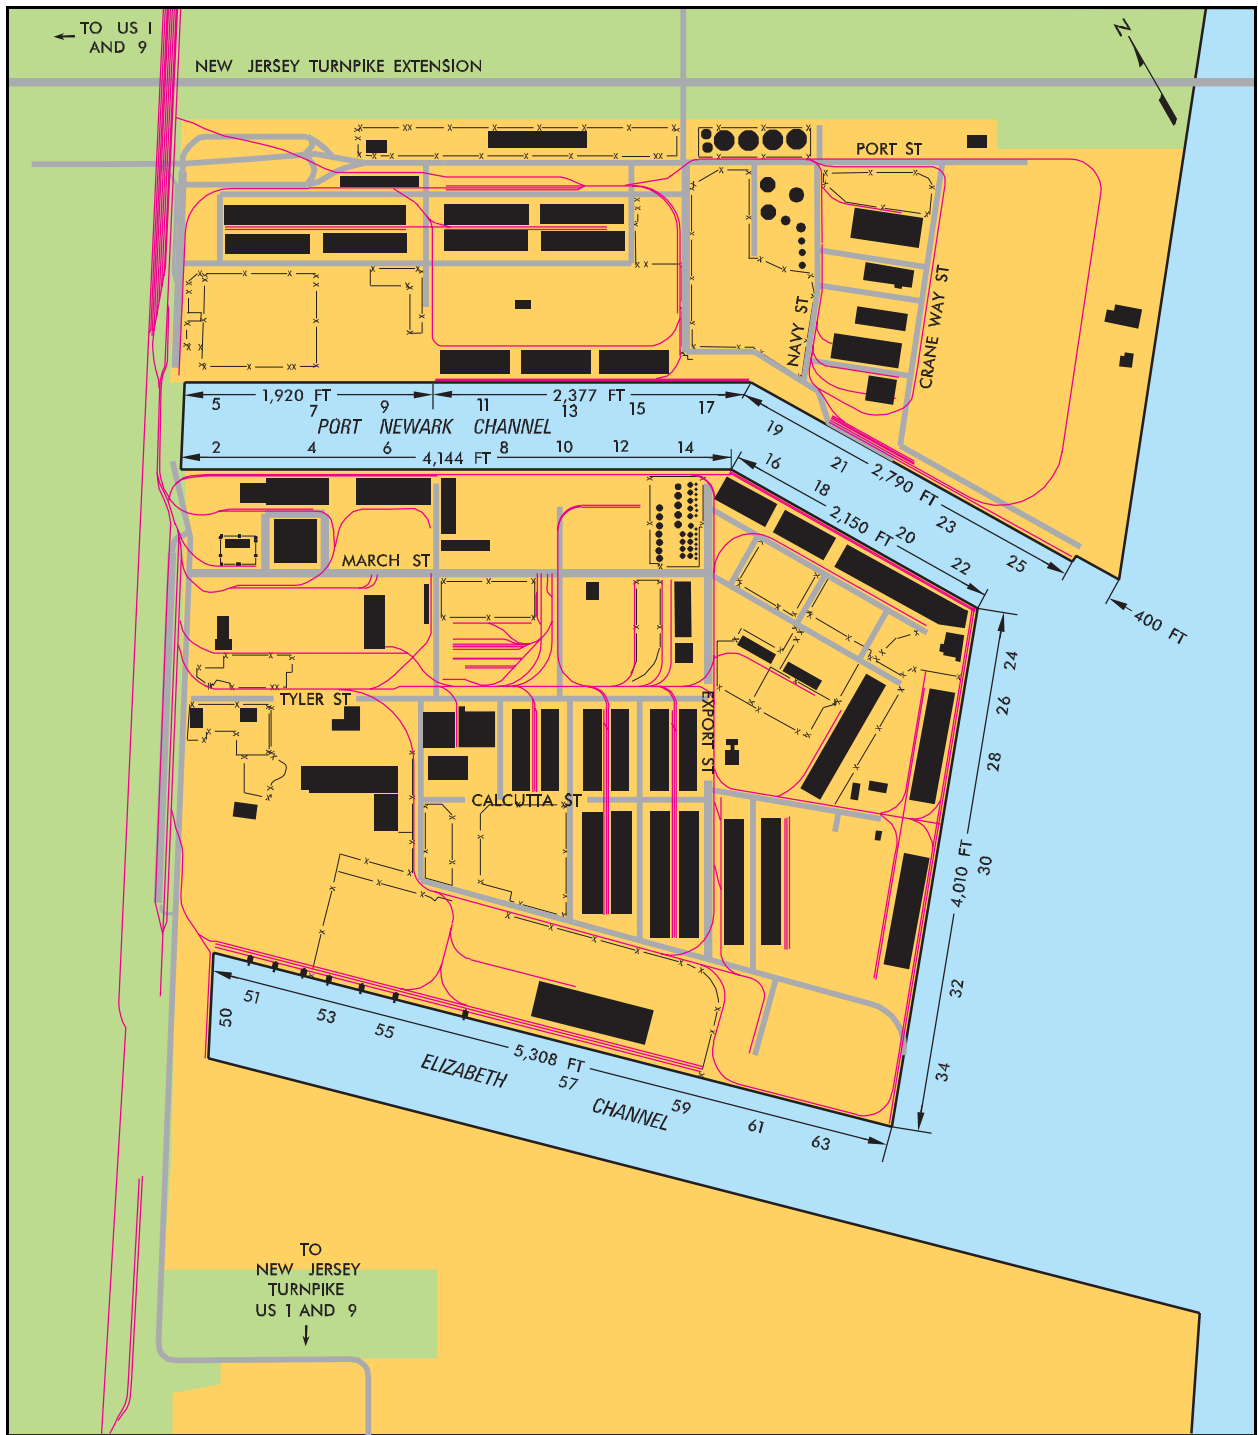 TO US 1
AND 9
N
NEW JERSEY TURNPIKE EXTENSION
PORT ST
NAVY ST
CRANE WAY ST
1,920 FT
2,377 FT
5
7
9
11
13
15
17
PORT NEWARK CHANNEL
2
4
6
8
10
12
14
4,144 FT
19
21
2,790 FT
23
25
16
18
2,150 FT
20
22
400 FT
MARCH ST
TYLER ST
EXPORT ST
CALCUTTA ST
24
26
28
30
4,010 FT
32
34
50
51
53
55
5,308 FT
57
59
61
63
ELIZABETH
CHANNEL
TO
NEW JERSEY
TURNPIKE
US 1 AND 9